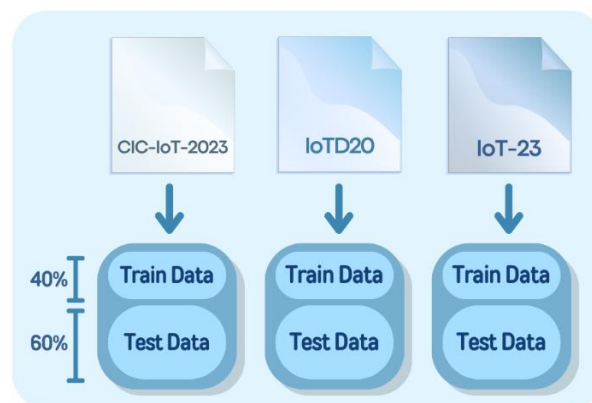 CIC-IoT-2023
IoTD20
IoT-23
40%
Train Data
Train Data
Train Data
60%
Test Data
Test Data
Test Data